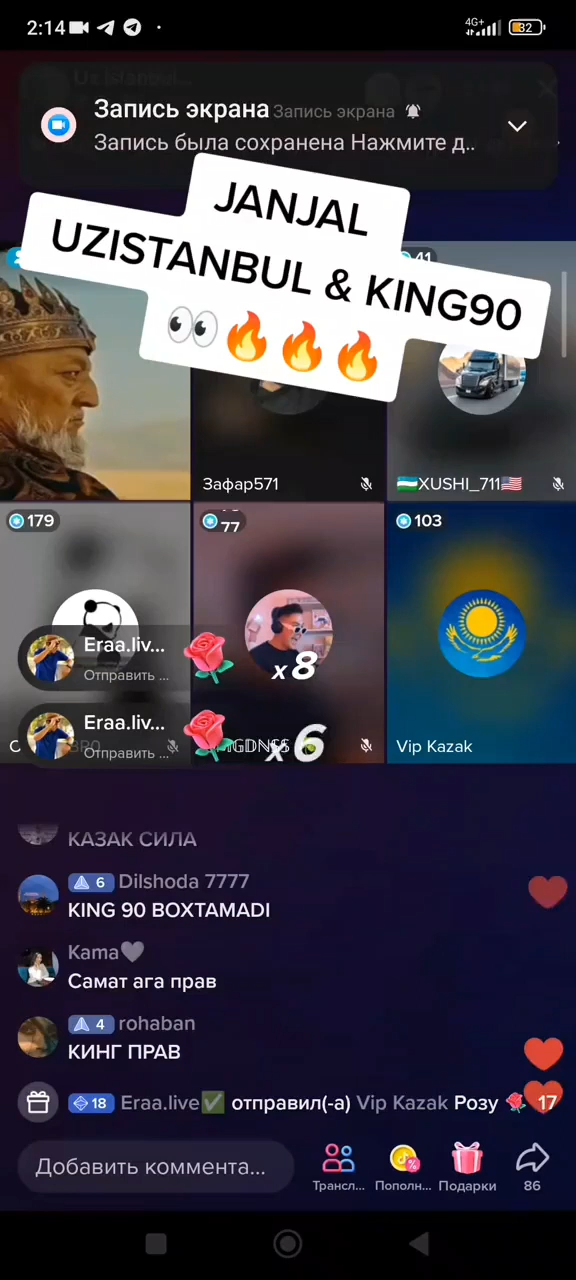 2:14
4G+
32
Запись экрана Запись экрана
Запись была сохранена Нажмите д..
JANJAL
UZISTANBUL & KING90
👀🔥🔥🔥
41
Зафар571
🇺🇿XUSHI_711🇺🇸
179
77
103
Eraa.liv...
Отправить ...
x8
Eraa.liv...
Отправить ...
x6
Vip Kazak
КАЗАК СИЛА
6 Dilshoda 7777
KING 90 BOXTAMADI
Kama🩶
Самат ага прав
4 rohaban
КИНГ ПРАВ
18 Eraa.live✅ отправил(-а) Vip Kazak Розу 🌹 17
Добавить коммента...
Трансл...
Пополн...
Подарки
86